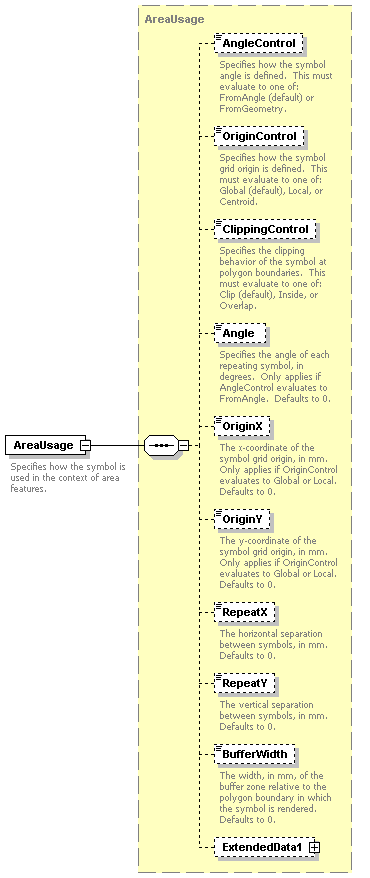 AreaUsage
AngleControl
Specifies how the symbol
angle is defined.  This must
evaluate to one of:
FromAngle (default) or
FromGeometry.
OriginControl
Specifies how the symbol
grid origin is defined.  This
must evaluate to one of:
Global (default), Local, or
Centroid.
ClippingControl
Specifies the clipping
behavior of the symbol at
polygon boundaries.  This
must evaluate to one of:
Clip (default), Inside, or
Overlap.
Angle
Specifies the angle of each
repeating symbol, in
degrees.  Only applies if
AngleControl evaluates to
FromAngle.  Defaults to 0.
AreaUsage
Specifies how the symbol is
used in the context of area
features.
OriginX
The x-coordinate of the
symbol grid origin, in mm.
Only applies if OriginControl
evaluates to Global or Local.
Defaults to 0.
OriginY
The y-coordinate of the
symbol grid origin, in mm.
Only applies if OriginControl
evaluates to Global or Local.
Defaults to 0.
RepeatX
The horizontal separation
between symbols, in mm.
Defaults to 0.
RepeatY
The vertical separation
between symbols, in mm.
Defaults to 0.
BufferWidth
The width, in mm, of the
buffer zone relative to the
polygon boundary in which
the symbol is rendered.
Defaults to 0.
ExtendedData1